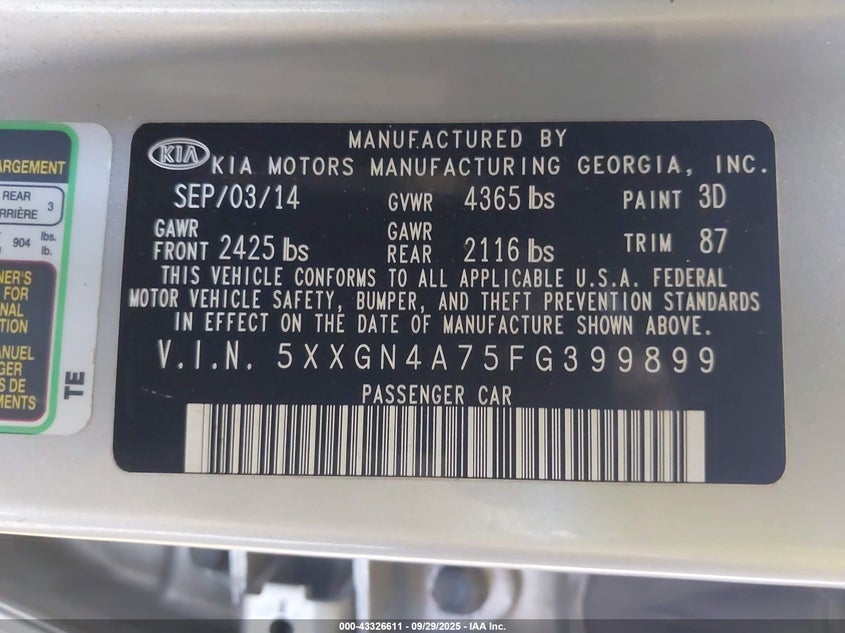 ARGEMENT
REAR
RRIÈRE 3
904 lbs.
lb.
NER'S
FOR
NAL
TION
ANUEL
GER
S DE
MENTS
TE
KIA
MANUFACTURED BY
KIA MOTORS MANUFACTURING GEORGIA, INC.
SEP/03/14 GVWR 4365 lbs PAINT 3D
GAWR FRONT 2425 lbs GAWR REAR 2116 lbs TRIM 87
THIS VEHICLE CONFORMS TO ALL APPLICABLE U.S.A. FEDERAL
MOTOR VEHICLE SAFETY, BUMPER, AND THEFT PREVENTION STANDARDS
IN EFFECT ON THE DATE OF MANUFACTURE SHOWN ABOVE.
V.I.N. 5XXGN4A75FG399899
PASSENGER CAR
000-43326611 - 09/29/2025 - IAA Inc.